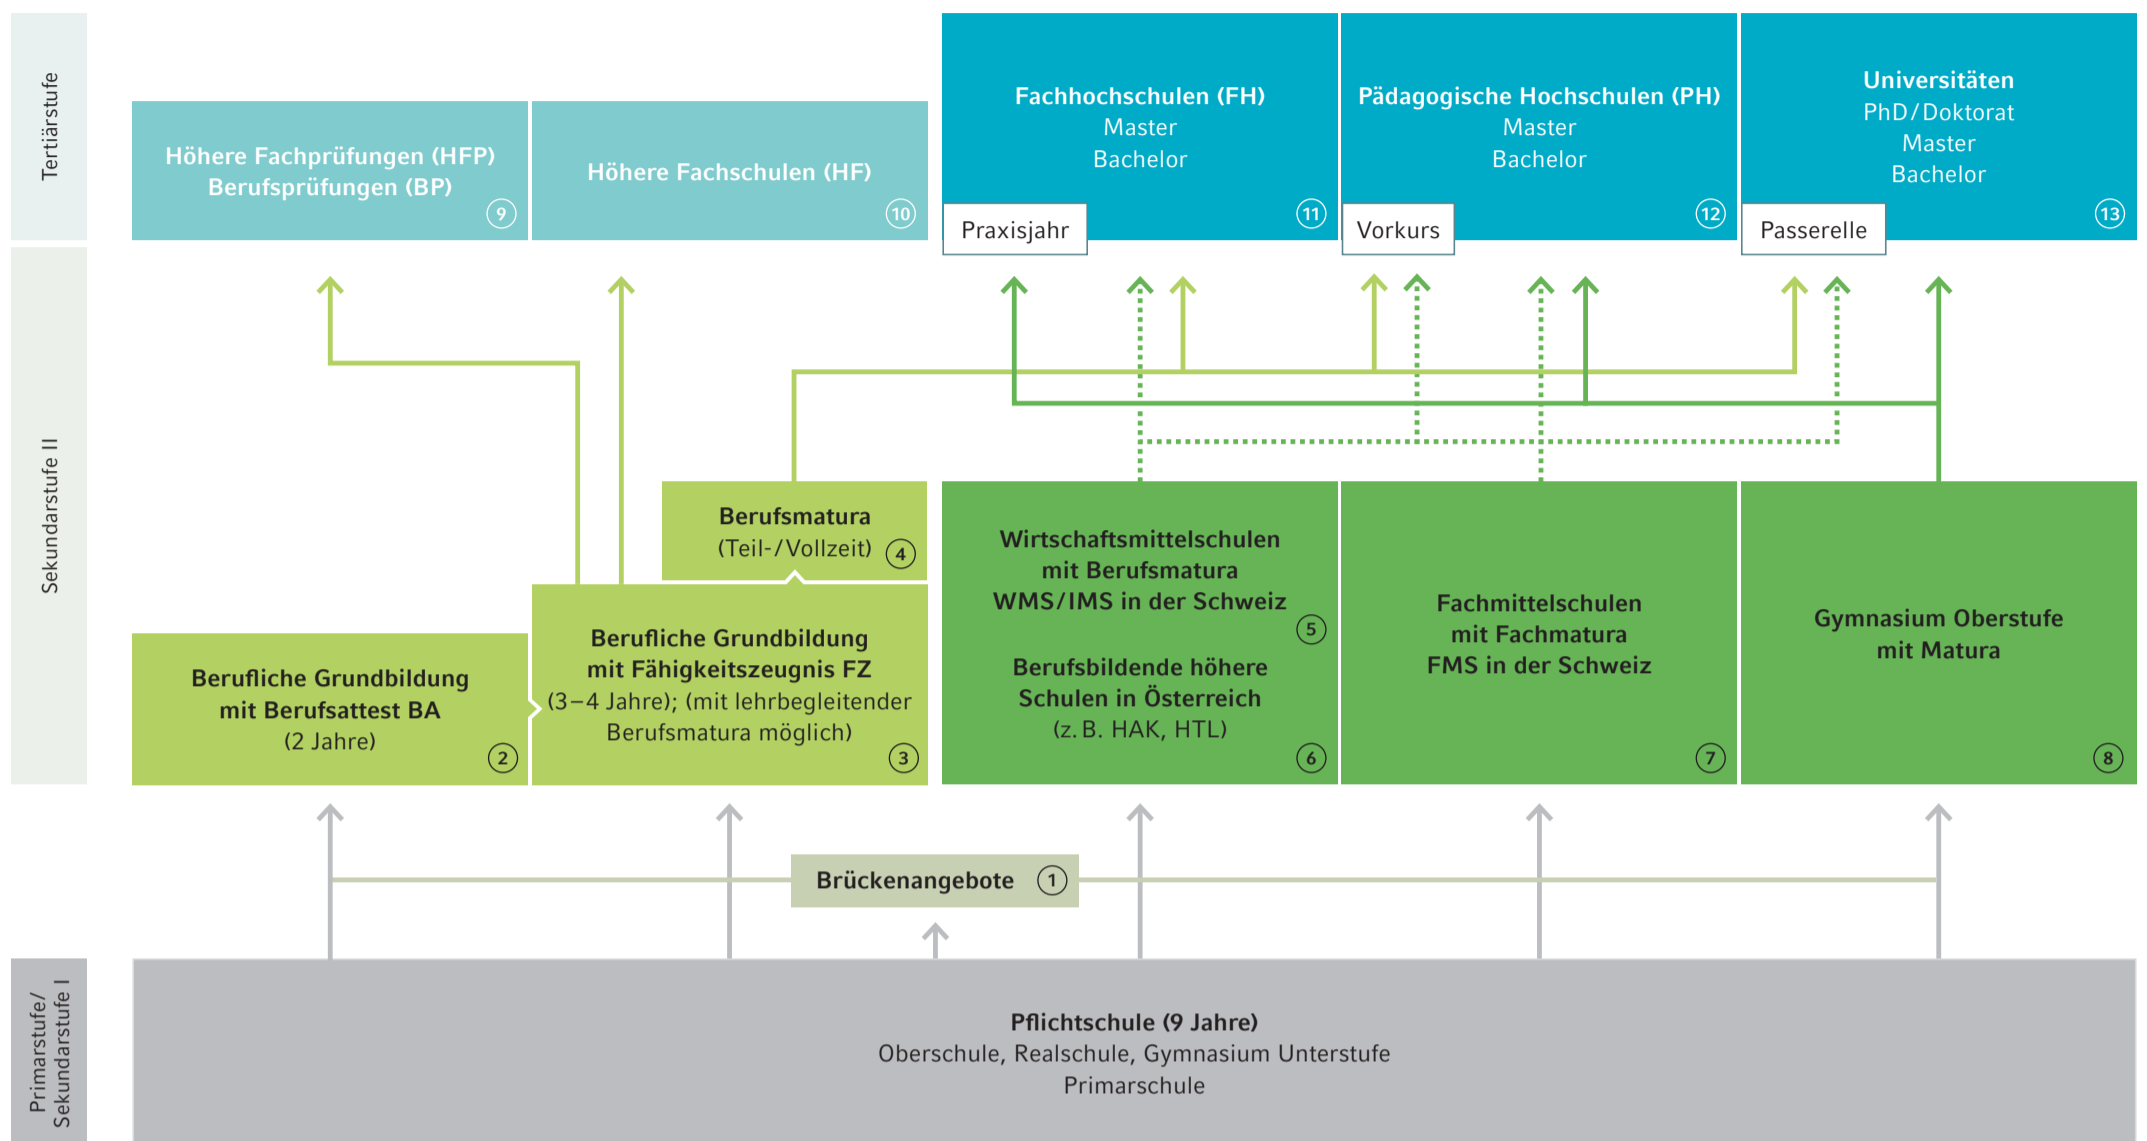 Tertiärstufe
Höhere Fachprüfungen (HFP)
Berufsprüfungen (BP)
9
Höhere Fachschulen (HF)
10
Fachhochschulen (FH)
Master
Bachelor
11
Praxisjahr
Pädagogische Hochschulen (PH)
Master
Bachelor
12
Vorkurs
Universitäten
PhD/Doktorat
Master
Bachelor
13
Passerelle
Sekundarstufe II
Berufliche Grundbildung
mit Berufsattest BA
(2 Jahre)
2
Berufsmatura
(Teil-/Vollzeit)
4
Berufliche Grundbildung
mit Fähigkeitszeugnis FZ
(3–4 Jahre); (mit lehrbegleitender
Berufsmatura möglich)
3
Wirtschaftsmittelschulen
mit Berufsmatura
WMS/IMS in der Schweiz
5
Berufsbildende höhere
Schulen in Österreich
(z. B. HAK, HTL)
6
Fachmittelschulen
mit Fachmatura
FMS in der Schweiz
7
Gymnasium Oberstufe
mit Matura
8
Brückenangebote 1
Primarstufe/
Sekundarstufe I
Pflichtschule (9 Jahre)
Oberschule, Realschule, Gymnasium Unterstufe
Primarschule